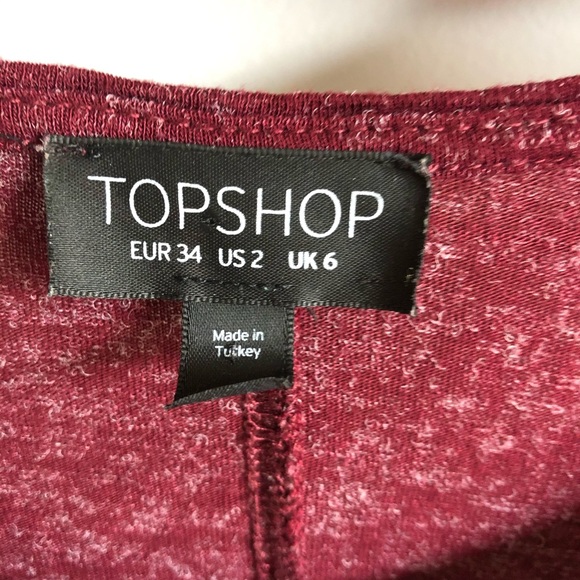 TOPSHOP
EUR 34 US 2 UK 6
Made in
Turkey